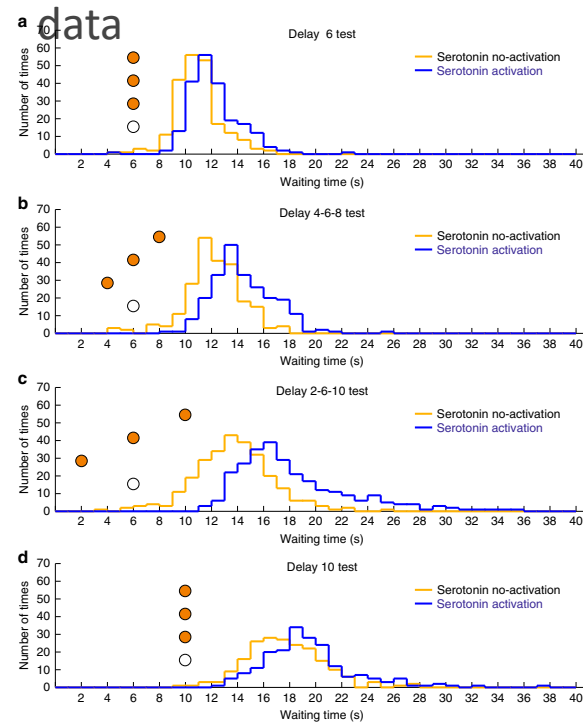 data
a
Delay 6 test
Number of times
70
60
50
40
30
20
10
0
Serotonin no-activation
Serotonin activation
2 4 6 8 10 12 14 16 18 20 22 24 26 28 30 32 34 36 38 40
Waiting time (s)
b
Delay 4-6-8 test
Number of times
70
60
50
40
30
20
10
0
Serotonin no-activation
Serotonin activation
2 4 6 8 10 12 14 16 18 20 22 24 26 28 30 32 34 36 38 40
Waiting time (s)
c
Delay 2-6-10 test
Number of times
70
60
50
40
30
20
10
0
Serotonin no-activation
Serotonin activation
2 4 6 8 10 12 14 16 18 20 22 24 26 28 30 32 34 36 38 40
Waiting time (s)
d
Delay 10 test
Number of times
70
60
50
40
30
20
10
0
Serotonin no-activation
Serotonin activation
2 4 6 8 10 12 14 16 18 20 22 24 26 28 30 32 34 36 38 40
Waiting time (s)